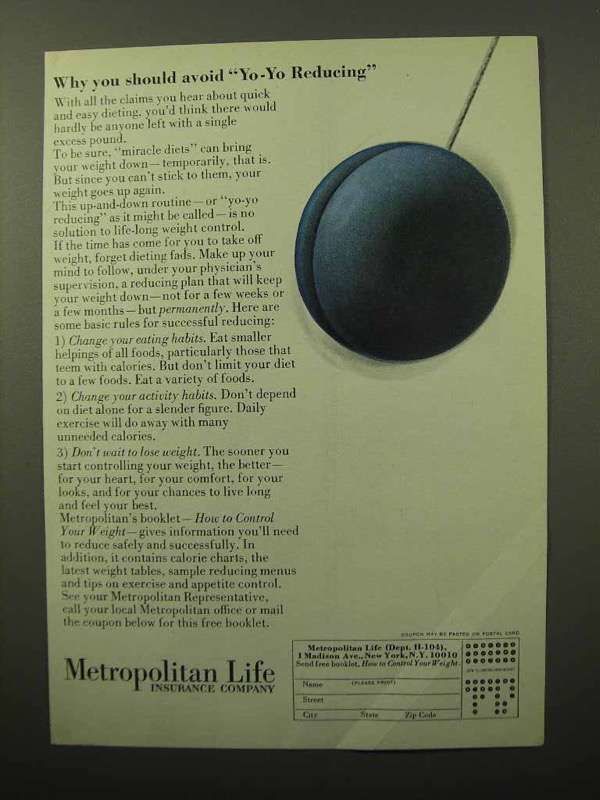 Why you should avoid "Yo-Yo Reducing"
With all the claims you hear about quick
and easy dieting, you'd think there would
hardly be anyone left with a single
excess pound.
To be sure, "miracle diets" can bring
your weight down—temporarily, that is.
But since you can't stick to them, your
weight goes up again.
This up-and-down routine—or "yo-yo
reducing" as it might be called—is no
solution to life-long weight control.
If the time has come for you to take off
weight, forget dieting fads. Make up your
mind to follow, under your physician's
supervision, a reducing plan that will keep
your weight down—not for a few weeks or
a few months—but permanently. Here are
some basic rules for successful reducing:
1) Change your eating habits. Eat smaller
helpings of all foods, particularly those that
teem with calories. But don't limit your diet
to a few foods. Eat a variety of foods.
2) Change your activity habits. Don't depend
on diet alone for a slender figure. Daily
exercise will do away with many
unneeded calories.
3) Don't wait to lose weight. The sooner you
start controlling your weight, the better—
for your heart, for your comfort, for your
looks, and for your chances to live long
and feel your best.
Metropolitan's booklet—How to Control
Your Weight—gives information you'll need
to reduce safely and successfully. In
addition, it contains calorie charts, the
latest weight tables, sample reducing menus
and tips on exercise and appetite control.
See your Metropolitan Representative,
call your local Metropolitan office or mail
the coupon below for this free booklet.
Metropolitan Life
INSURANCE COMPANY
COUPON MAY BE PASTED ON POSTAL CARD
Metropolitan Life (Dept. H-104),
1 Madison Ave., New York, N.Y. 10010
Send free booklet, How to Control Your Weight
Name (PLEASE PRINT)
Street
City State Zip Code